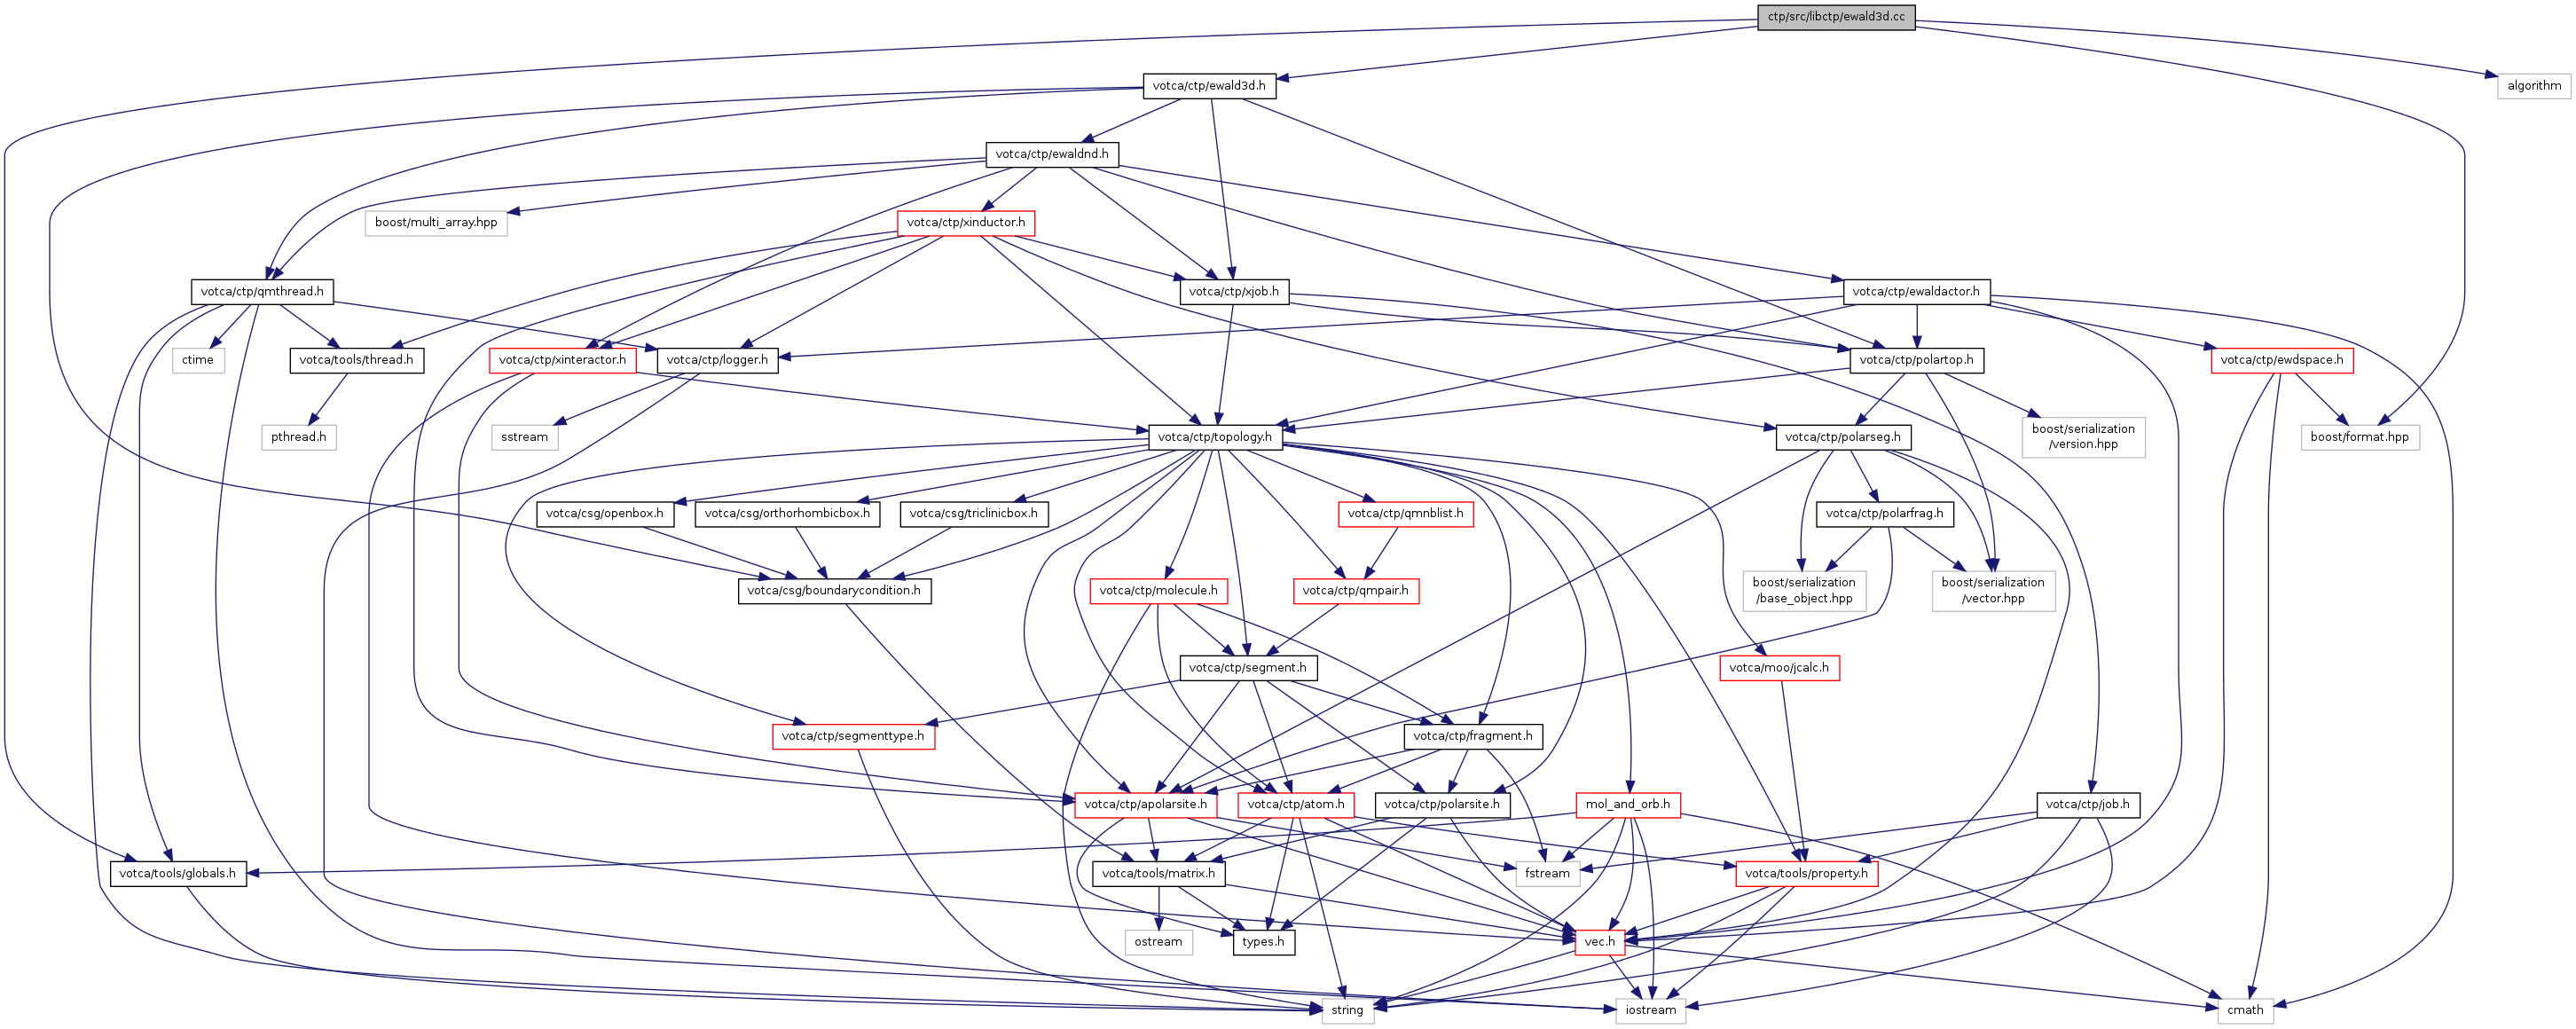 ctp/src/libctp/ewald3d.cc
votca/ctp/ewald3d.h
algorithm
votca/ctp/ewaldnd.h
boost/multi_array.hpp
votca/ctp/xinductor.h
votca/ctp/qmthread.h
votca/ctp/xjob.h
votca/ctp/ewaldactor.h
ctime
votca/tools/thread.h
votca/ctp/xinteractor.h
votca/ctp/logger.h
votca/ctp/polartop.h
votca/ctp/ewdspace.h
pthread.h
sstream
votca/ctp/topology.h
votca/ctp/polarseg.h
boost/serialization
/version.hpp
boost/format.hpp
votca/csg/openbox.h
votca/csg/orthorhombicbox.h
votca/csg/triclinicbox.h
votca/ctp/qmnblist.h
votca/ctp/polarfrag.h
votca/csg/boundarycondition.h
votca/ctp/molecule.h
votca/ctp/qmpair.h
boost/serialization
/base_object.hpp
boost/serialization
/vector.hpp
votca/ctp/segment.h
votca/moo/jcalc.h
votca/ctp/segmenttype.h
votca/ctp/fragment.h
votca/ctp/apolarsite.h
votca/ctp/atom.h
votca/ctp/polarsite.h
mol_and_orb.h
votca/ctp/job.h
votca/tools/globals.h
votca/tools/matrix.h
fstream
votca/tools/property.h
ostream
types.h
vec.h
string
iostream
cmath